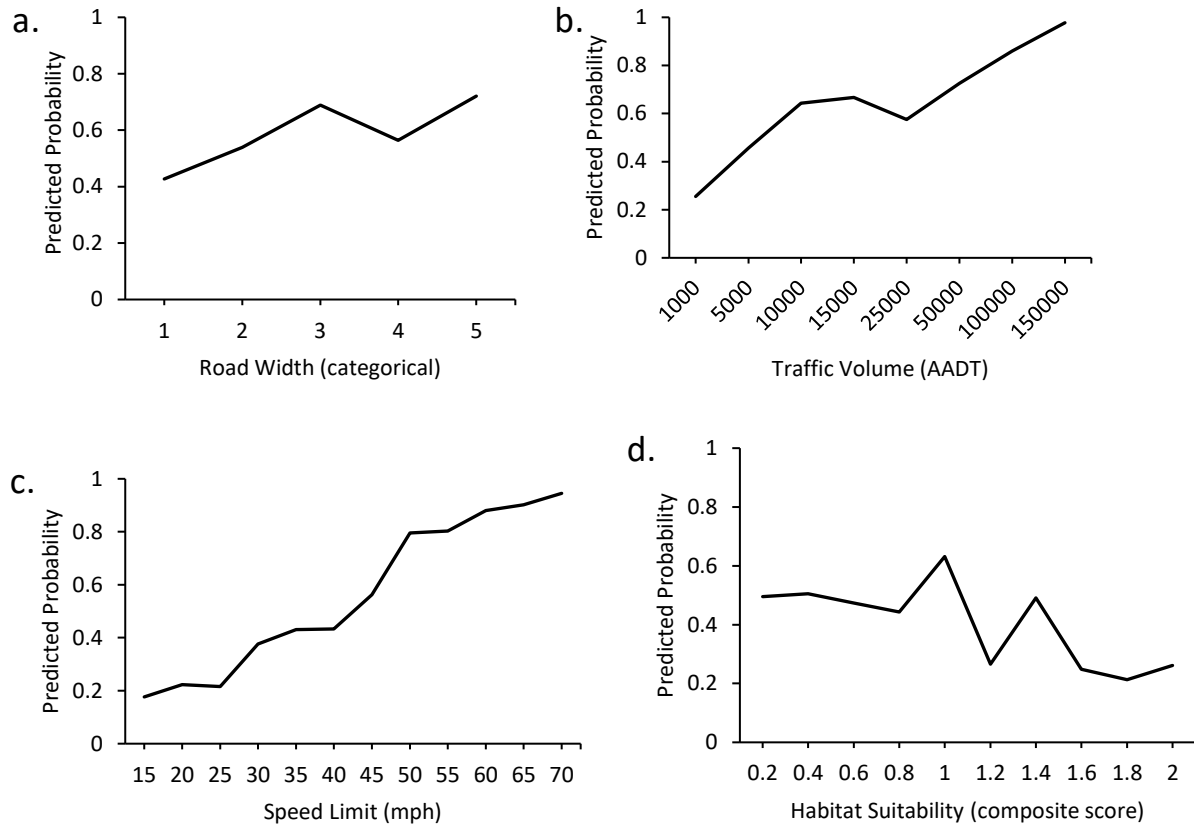 a.
Predicted Probability
1
0.8
0.6
0.4
0.2
0
1 2 3 4 5
Road Width (categorical)
b.
Predicted Probability
1
0.8
0.6
0.4
0.2
0
1000 5000 10000 15000 25000 50000 100000 150000
Traffic Volume (AADT)
c.
Predicted Probability
1
0.8
0.6
0.4
0.2
0
15 20 25 30 35 40 45 50 55 60 65 70
Speed Limit (mph)
d.
Predicted Probability
1
0.8
0.6
0.4
0.2
0
0.2 0.4 0.6 0.8 1 1.2 1.4 1.6 1.8 2
Habitat Suitability (composite score)